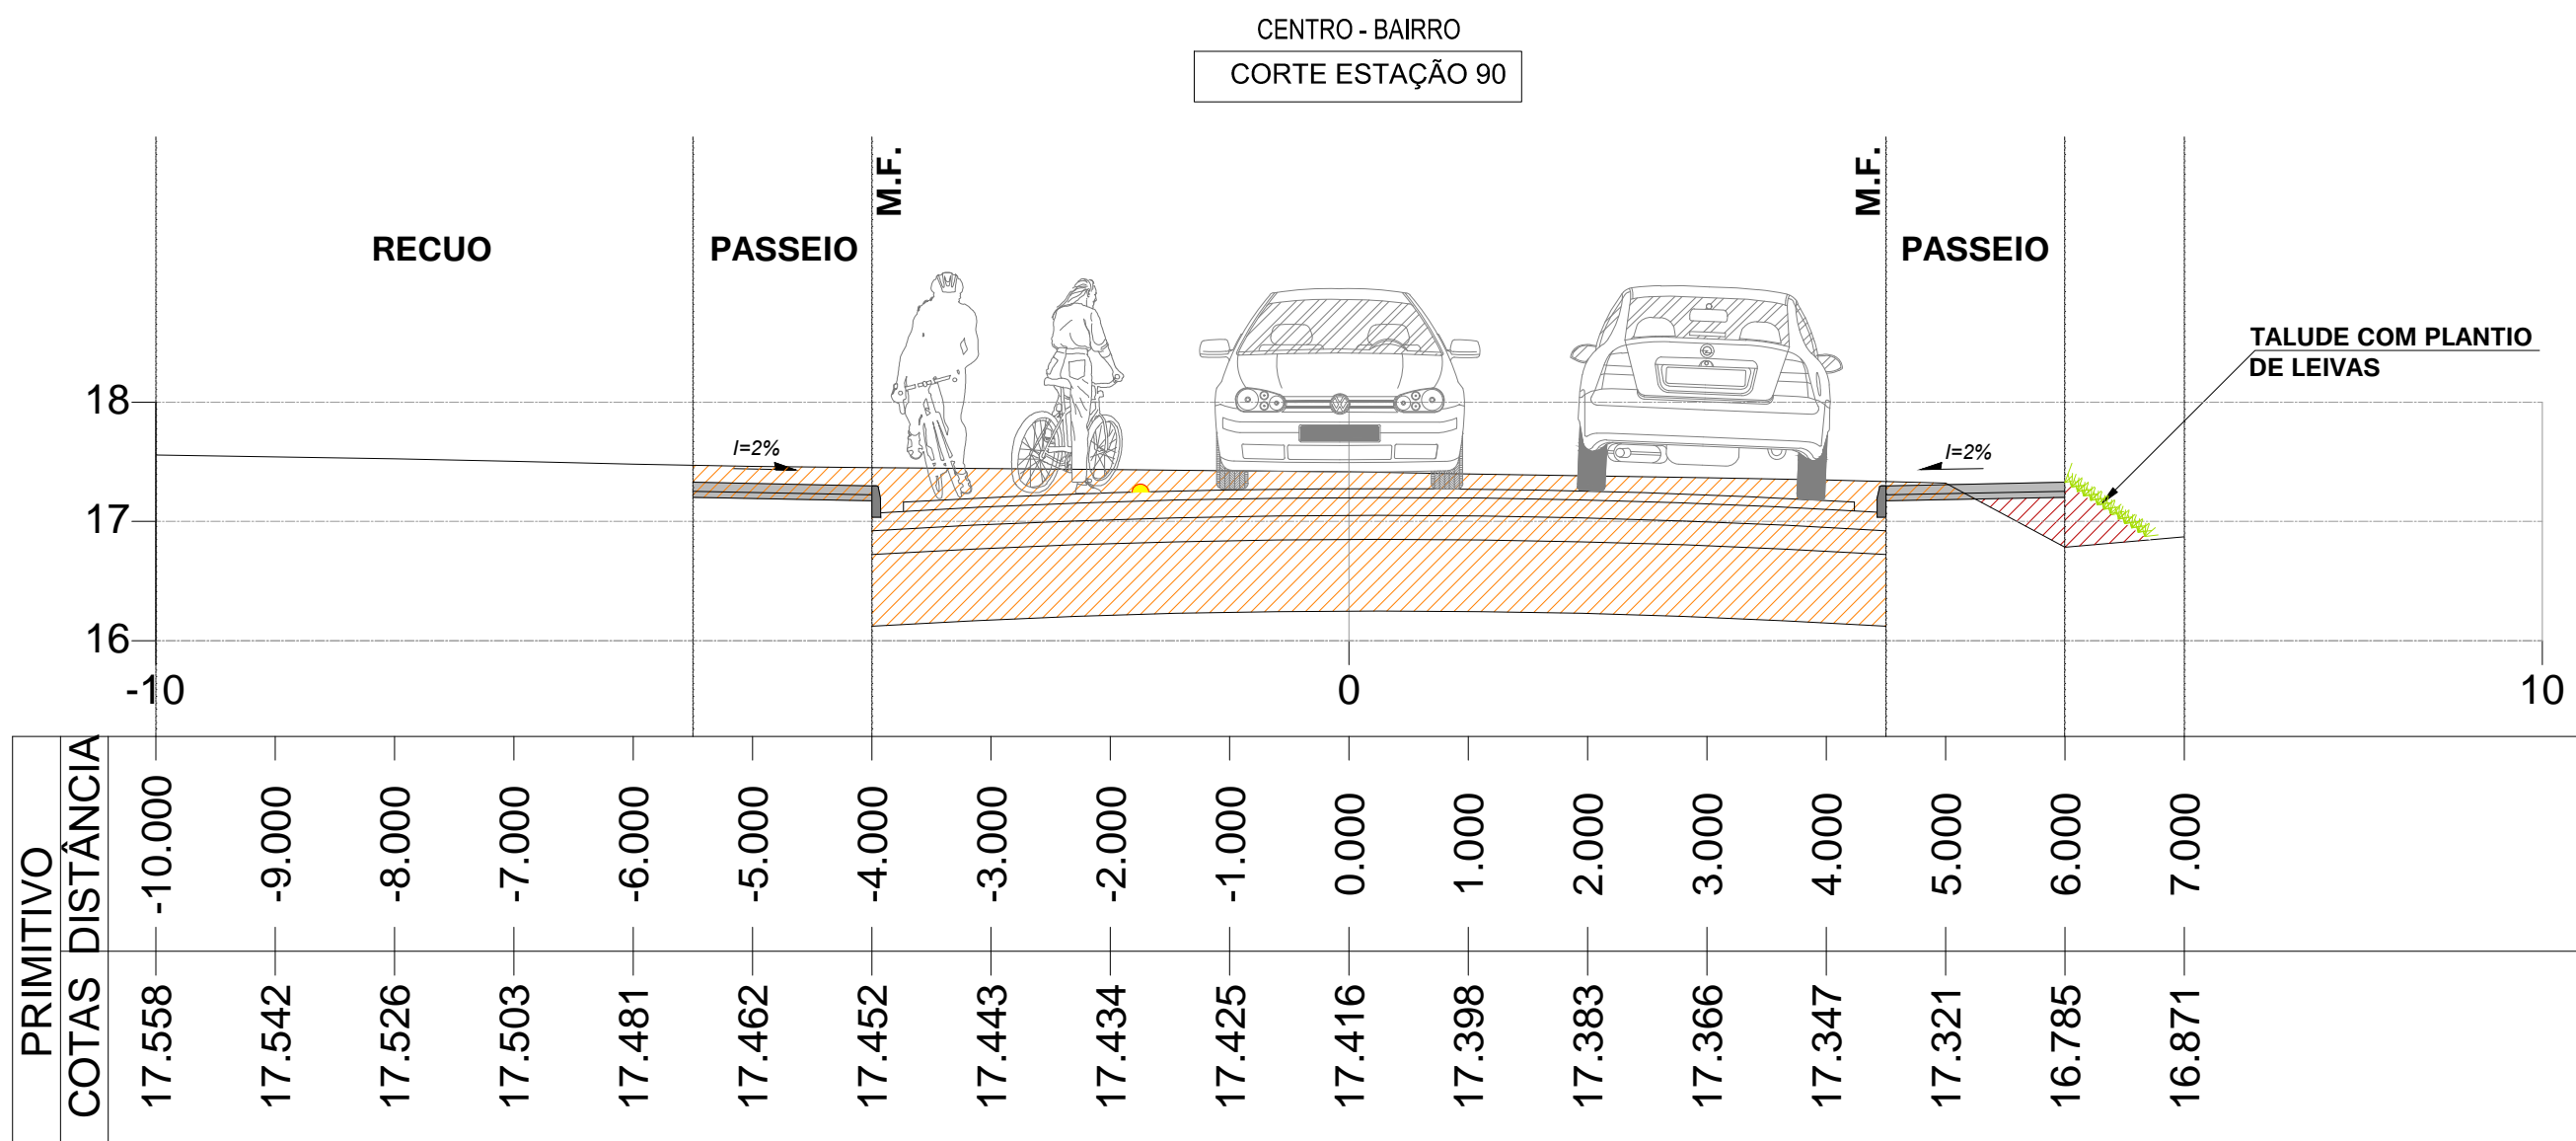 CENTRO - BAIRRO
CORTE ESTAÇÃO 90
RECUO
PASSEIO
M.F.
M.F.
PASSEIO
TALUDE COM PLANTIO
DE LEIVAS
I=2%
I=2%
18
17
16
-10
0
10
PRIMITIVO
DISTÂNCIA
-10.000 -9.000 -8.000 -7.000 -6.000 -5.000 -4.000 -3.000 -2.000 -1.000 0.000 1.000 2.000 3.000 4.000 5.000 6.000 7.000
COTAS
17.558 17.542 17.526 17.503 17.481 17.462 17.452 17.443 17.434 17.425 17.416 17.398 17.383 17.366 17.347 17.321 16.785 16.871